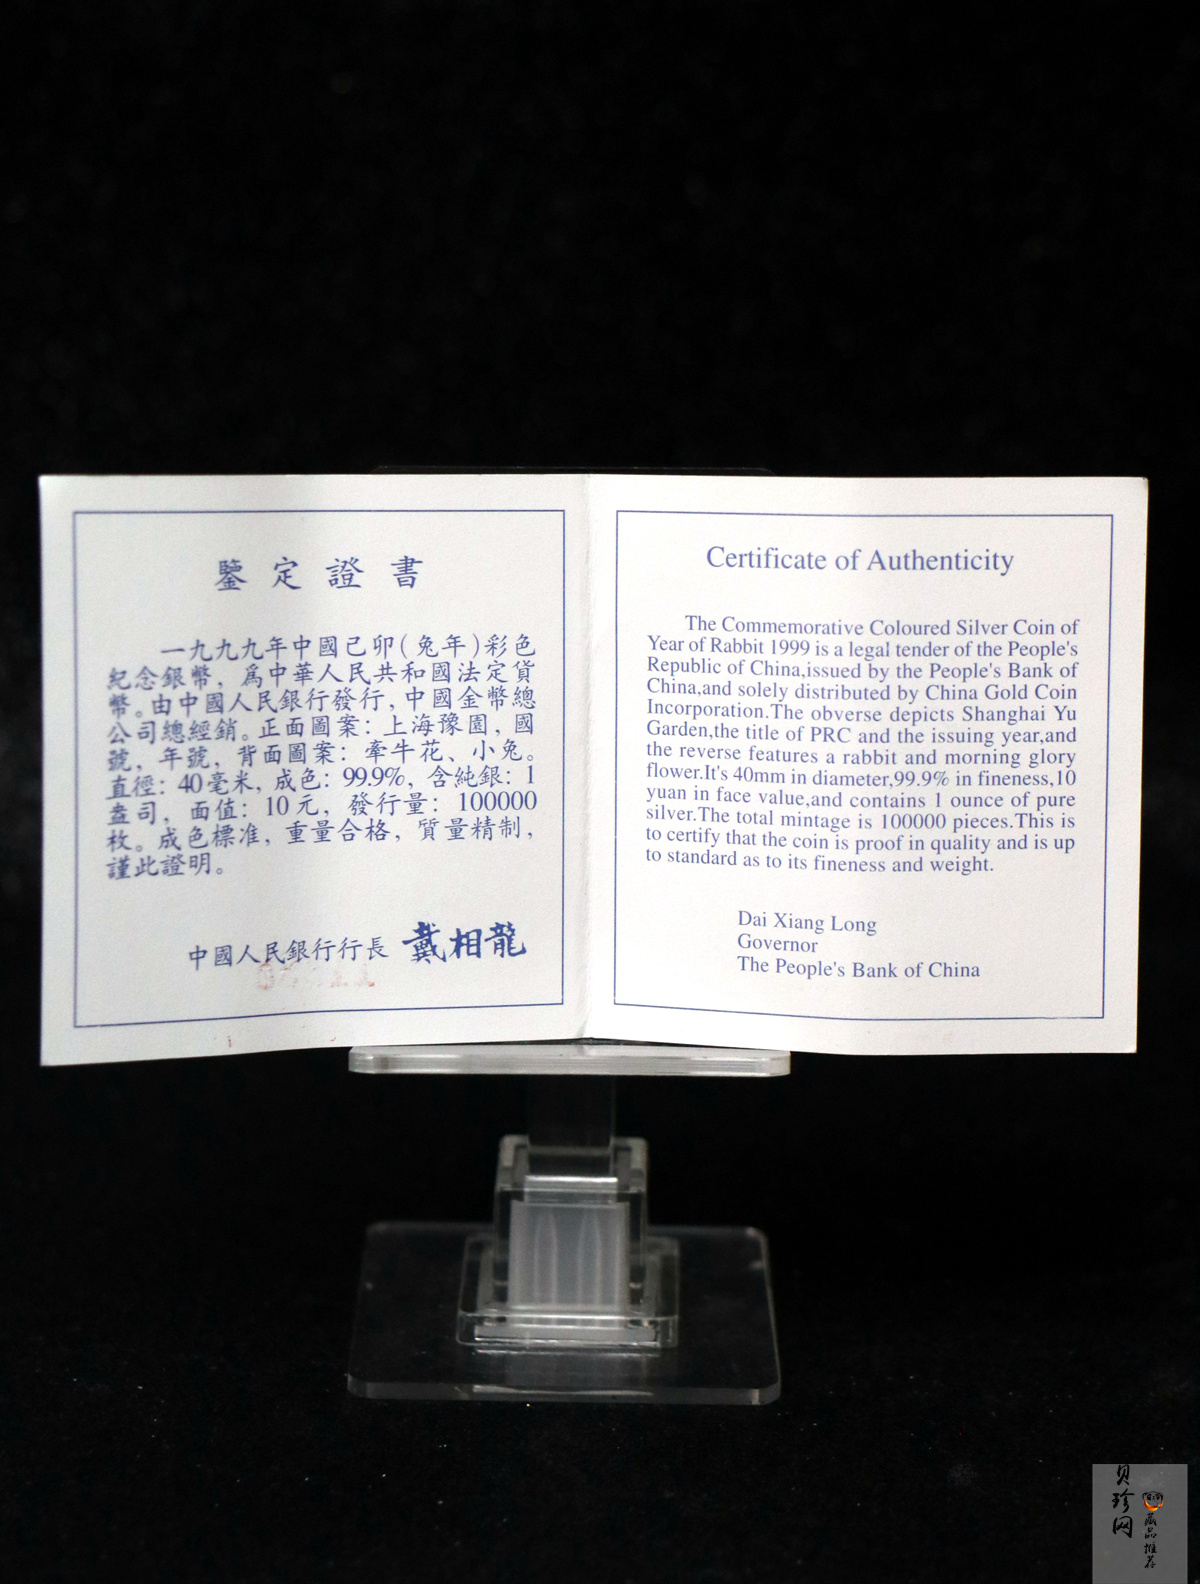 鑒定證書
一九九九年中國己卯（兔年）彩色
紀念銀幣，爲中華人民共和國法定貨
幣。由中國人民銀行發行，中國金幣總
公司總經銷。正面圖案：上海豫園，國
號，年號，背面圖案：牽牛花、小兔。
直徑：40毫米，成色：99.9%，含純銀：1
盎司，面值：10元，發行量：100000
枚。成色標准，重量合格，質量精制，
謹此證明。
中國人民銀行行長 戴相龍
Certificate of Authenticity
The Commemorative Coloured Silver Coin of
Year of Rabbit 1999 is a legal tender of the People's
Republic of China,issued by the People's Bank of
China,and solely distributed by China Gold Coin
Incorporation.The obverse depicts Shanghai Yu
Garden,the title of PRC and the issuing year,and
the reverse features a rabbit and morning glory
flower.It's 40mm in diameter,99.9% in fineness,10
yuan in face value,and contains 1 ounce of pure
silver.The total mintage is 100000 pieces.This is
to certify that the coin is proof in quality and is up
to standard as to its fineness and weight.
Dai Xiang Long
Governor
The People's Bank of China
贝珍网
藏品推荐